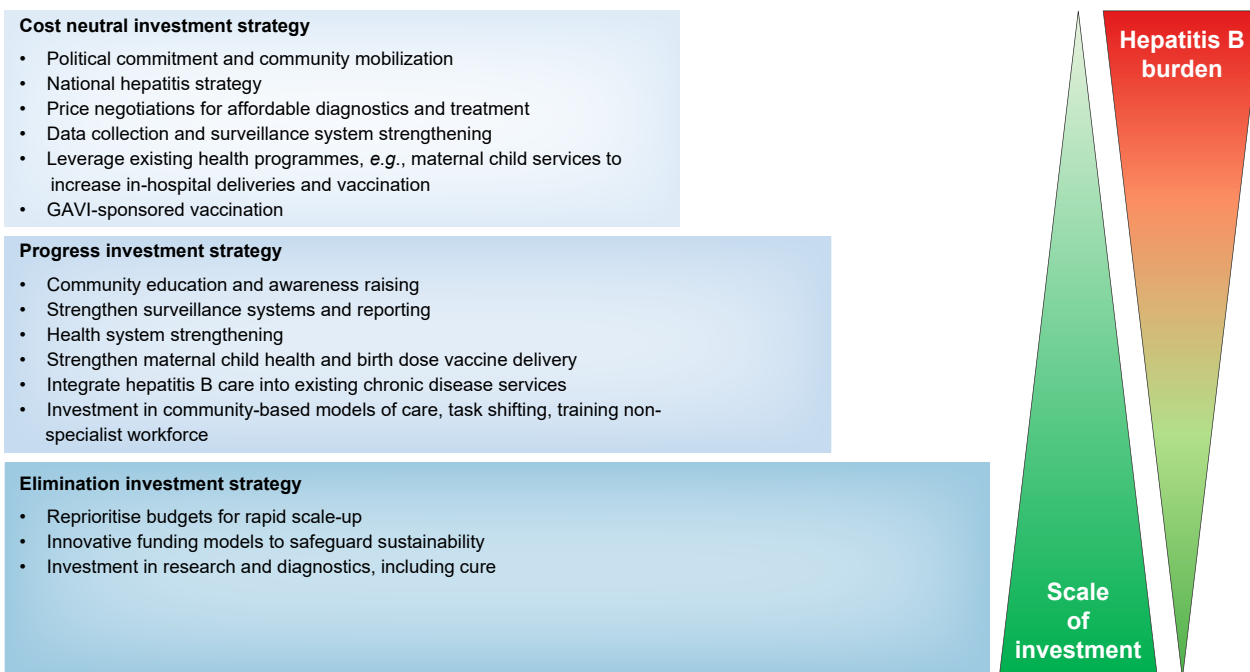 Cost neutral investment strategy
• Political commitment and community mobilization
• National hepatitis strategy
• Price negotiations for affordable diagnostics and treatment
• Data collection and surveillance system strengthening
• Leverage existing health programmes, e.g., maternal child services to
increase in-hospital deliveries and vaccination
• GAVI-sponsored vaccination
Progress investment strategy
• Community education and awareness raising
• Strengthen surveillance systems and reporting
• Health system strengthening
• Strengthen maternal child health and birth dose vaccine delivery
• Integrate hepatitis B care into existing chronic disease services
• Investment in community-based models of care, task shifting, training non-
specialist workforce
Elimination investment strategy
• Reprioritise budgets for rapid scale-up
• Innovative funding models to safeguard sustainability
• Investment in research and diagnostics, including cure
Hepatitis B
burden
Scale
of
investment